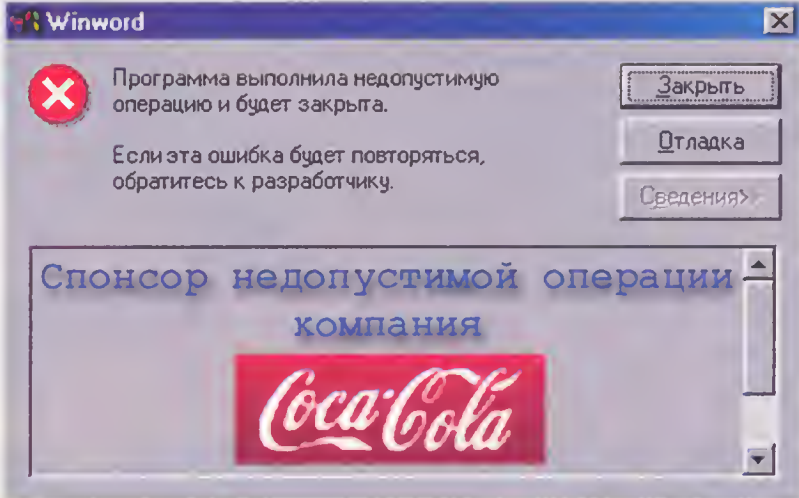 Winword
Программа выполнила недопустимую
операцию и будет закрыта.
Если эта ошибка будет повторяться,
обратитесь к разработчику.
Закрыть
Отладка
Сведения>>
Спонсор недопустимой операции
компания
Coca-Cola